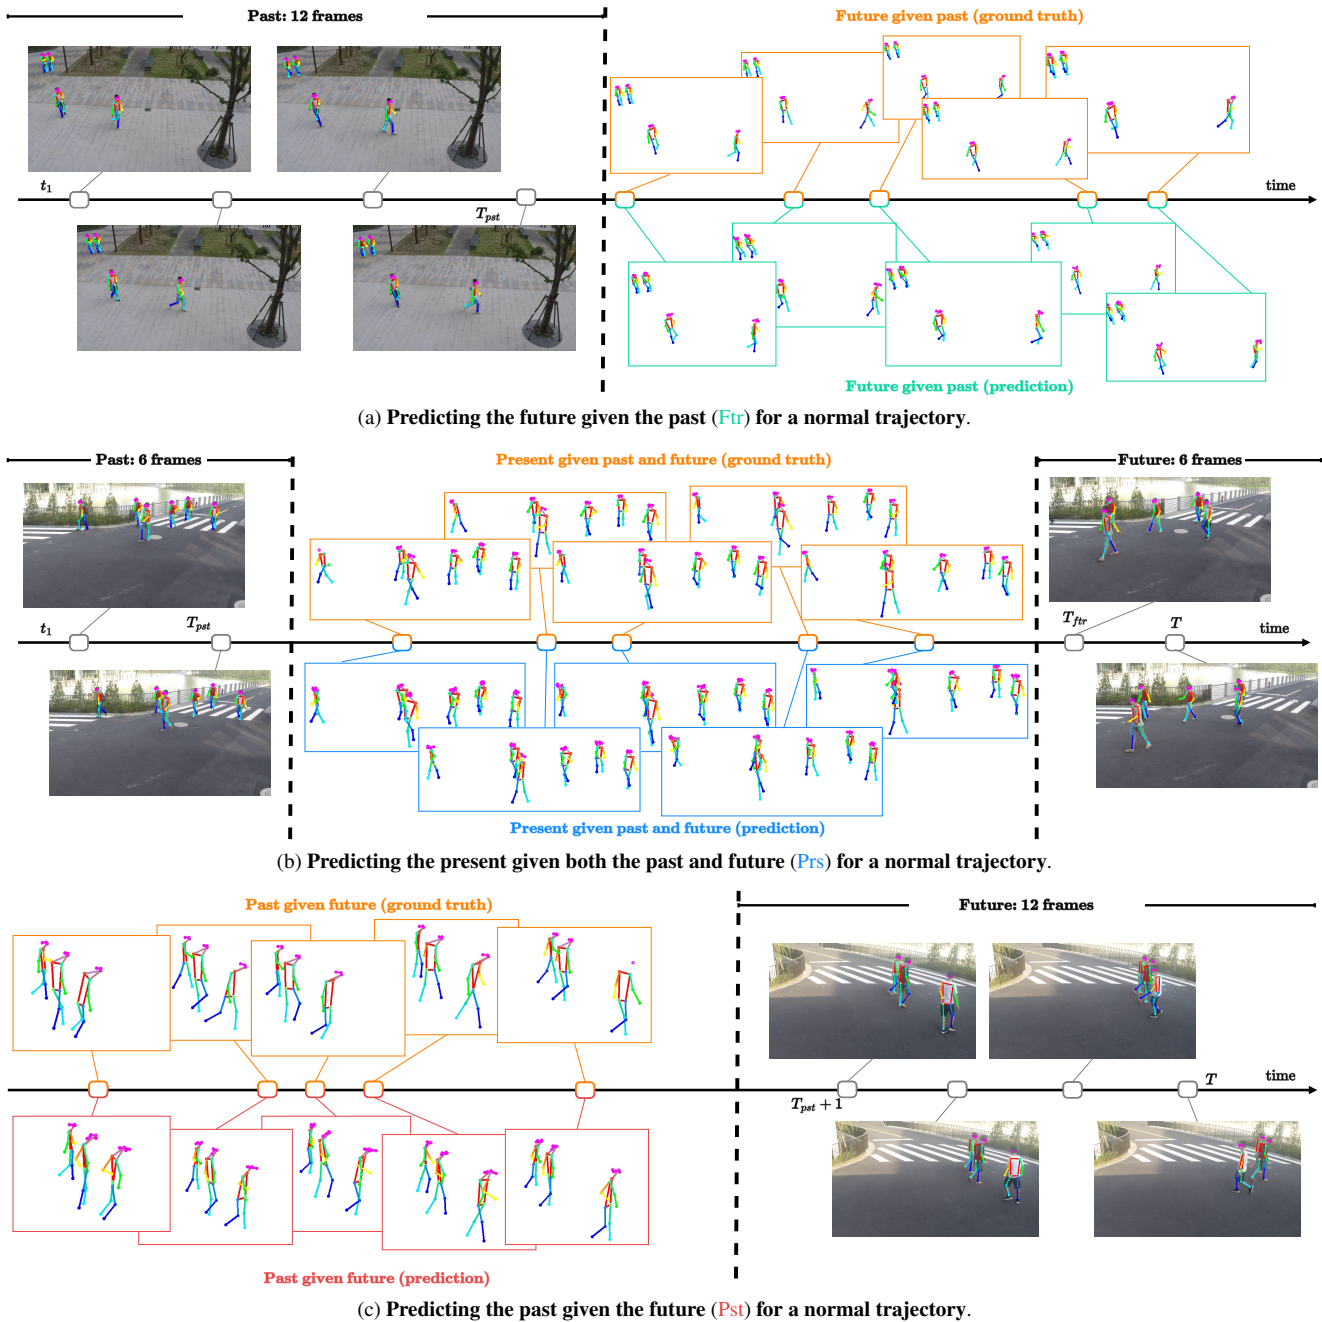 Past: 12 frames
Future given past (ground truth)
t₁
T_pst
time
Future given past (prediction)
(a) Predicting the future given the past (Ftr) for a normal trajectory.
Past: 6 frames
Present given past and future (ground truth)
Future: 6 frames
t₁
T_pst
T_ftr
T
time
Present given past and future (prediction)
(b) Predicting the present given both the past and future (Prs) for a normal trajectory.
Past given future (ground truth)
Future: 12 frames
T_pst + 1
T
time
Past given future (prediction)
(c) Predicting the past given the future (Pst) for a normal trajectory.